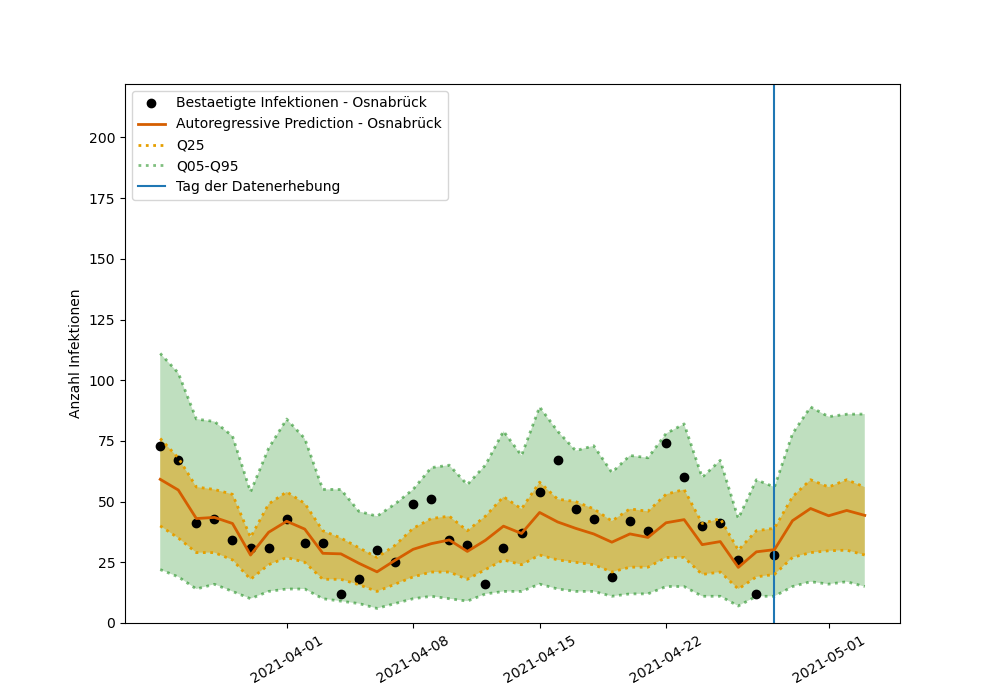 Bestaetigte Infektionen - Osnabrück
Autoregressive Prediction - Osnabrück
Q25
Q05-Q95
Tag der Datenerhebung
Anzahl Infektionen
200
175
150
125
100
75
50
25
0
2021-04-01
2021-04-08
2021-04-15
2021-04-22
2021-05-01